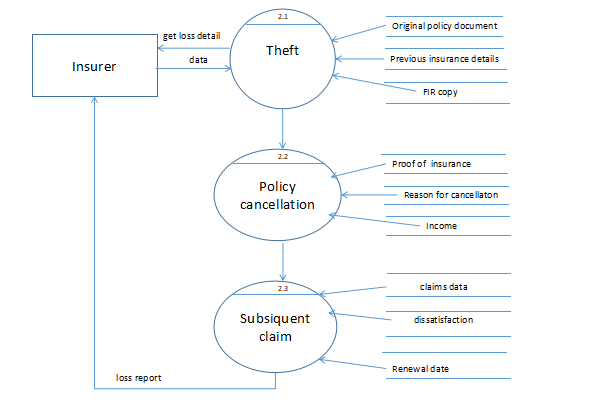 2.1
Original policy document
get loss detail
Theft
Insurer
data
Previous insurance details
FIR copy
2.2
Proof of insurance
Policy
cancellation
Reason for cancellaton
Income
2.3
claims data
Subsiquent
claim
dissatisfaction
Renewal date
loss report